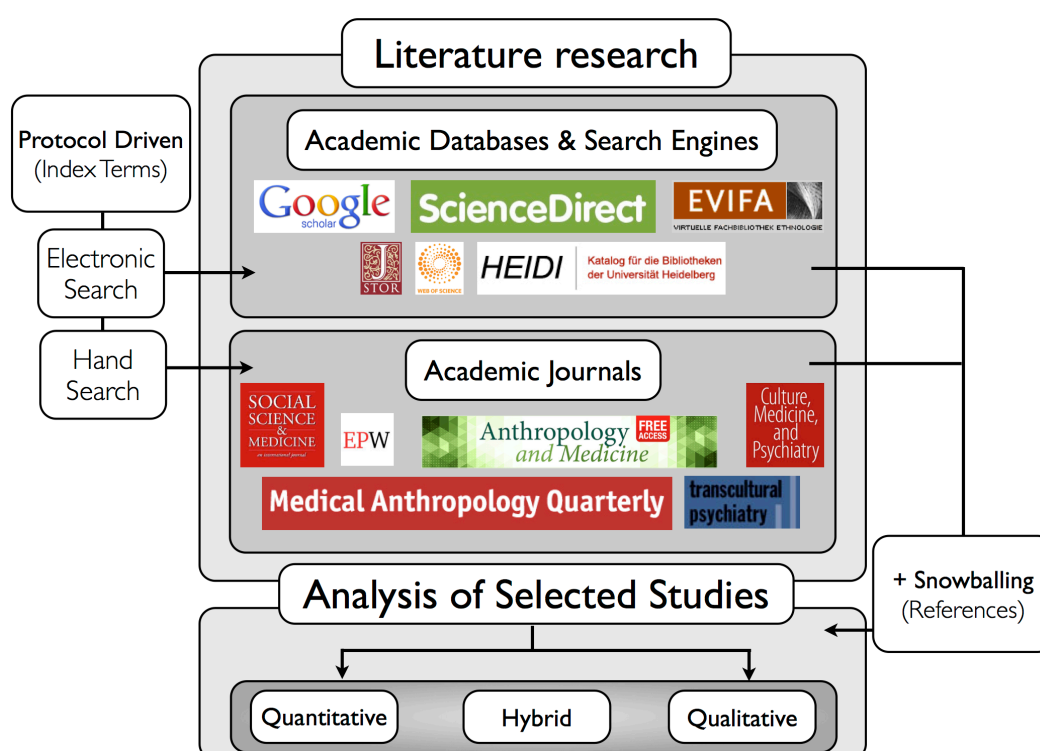 Literature research
Protocol Driven
(Index Terms)
Academic Databases & Search Engines
Google
scholar
ScienceDirect
EVIFA
VIRTUELLE FACHBIBLIOTHEK ETHNOLOGIE
Electronic
Search
J
STOR
WEB OF SCIENCE
HEIDI
Katalog für die Bibliotheken
der Universität Heidelberg
Hand
Search
Academic Journals
SOCIAL
SCIENCE
&
MEDICINE
an international journal
EPW
Anthropology
and Medicine
FREE
ACCESS
Culture,
Medicine,
and
Psychiatry
Medical Anthropology Quarterly
transcultural
psychiatry
+ Snowballing
(References)
Analysis of Selected Studies
Quantitative
Hybrid
Qualitative